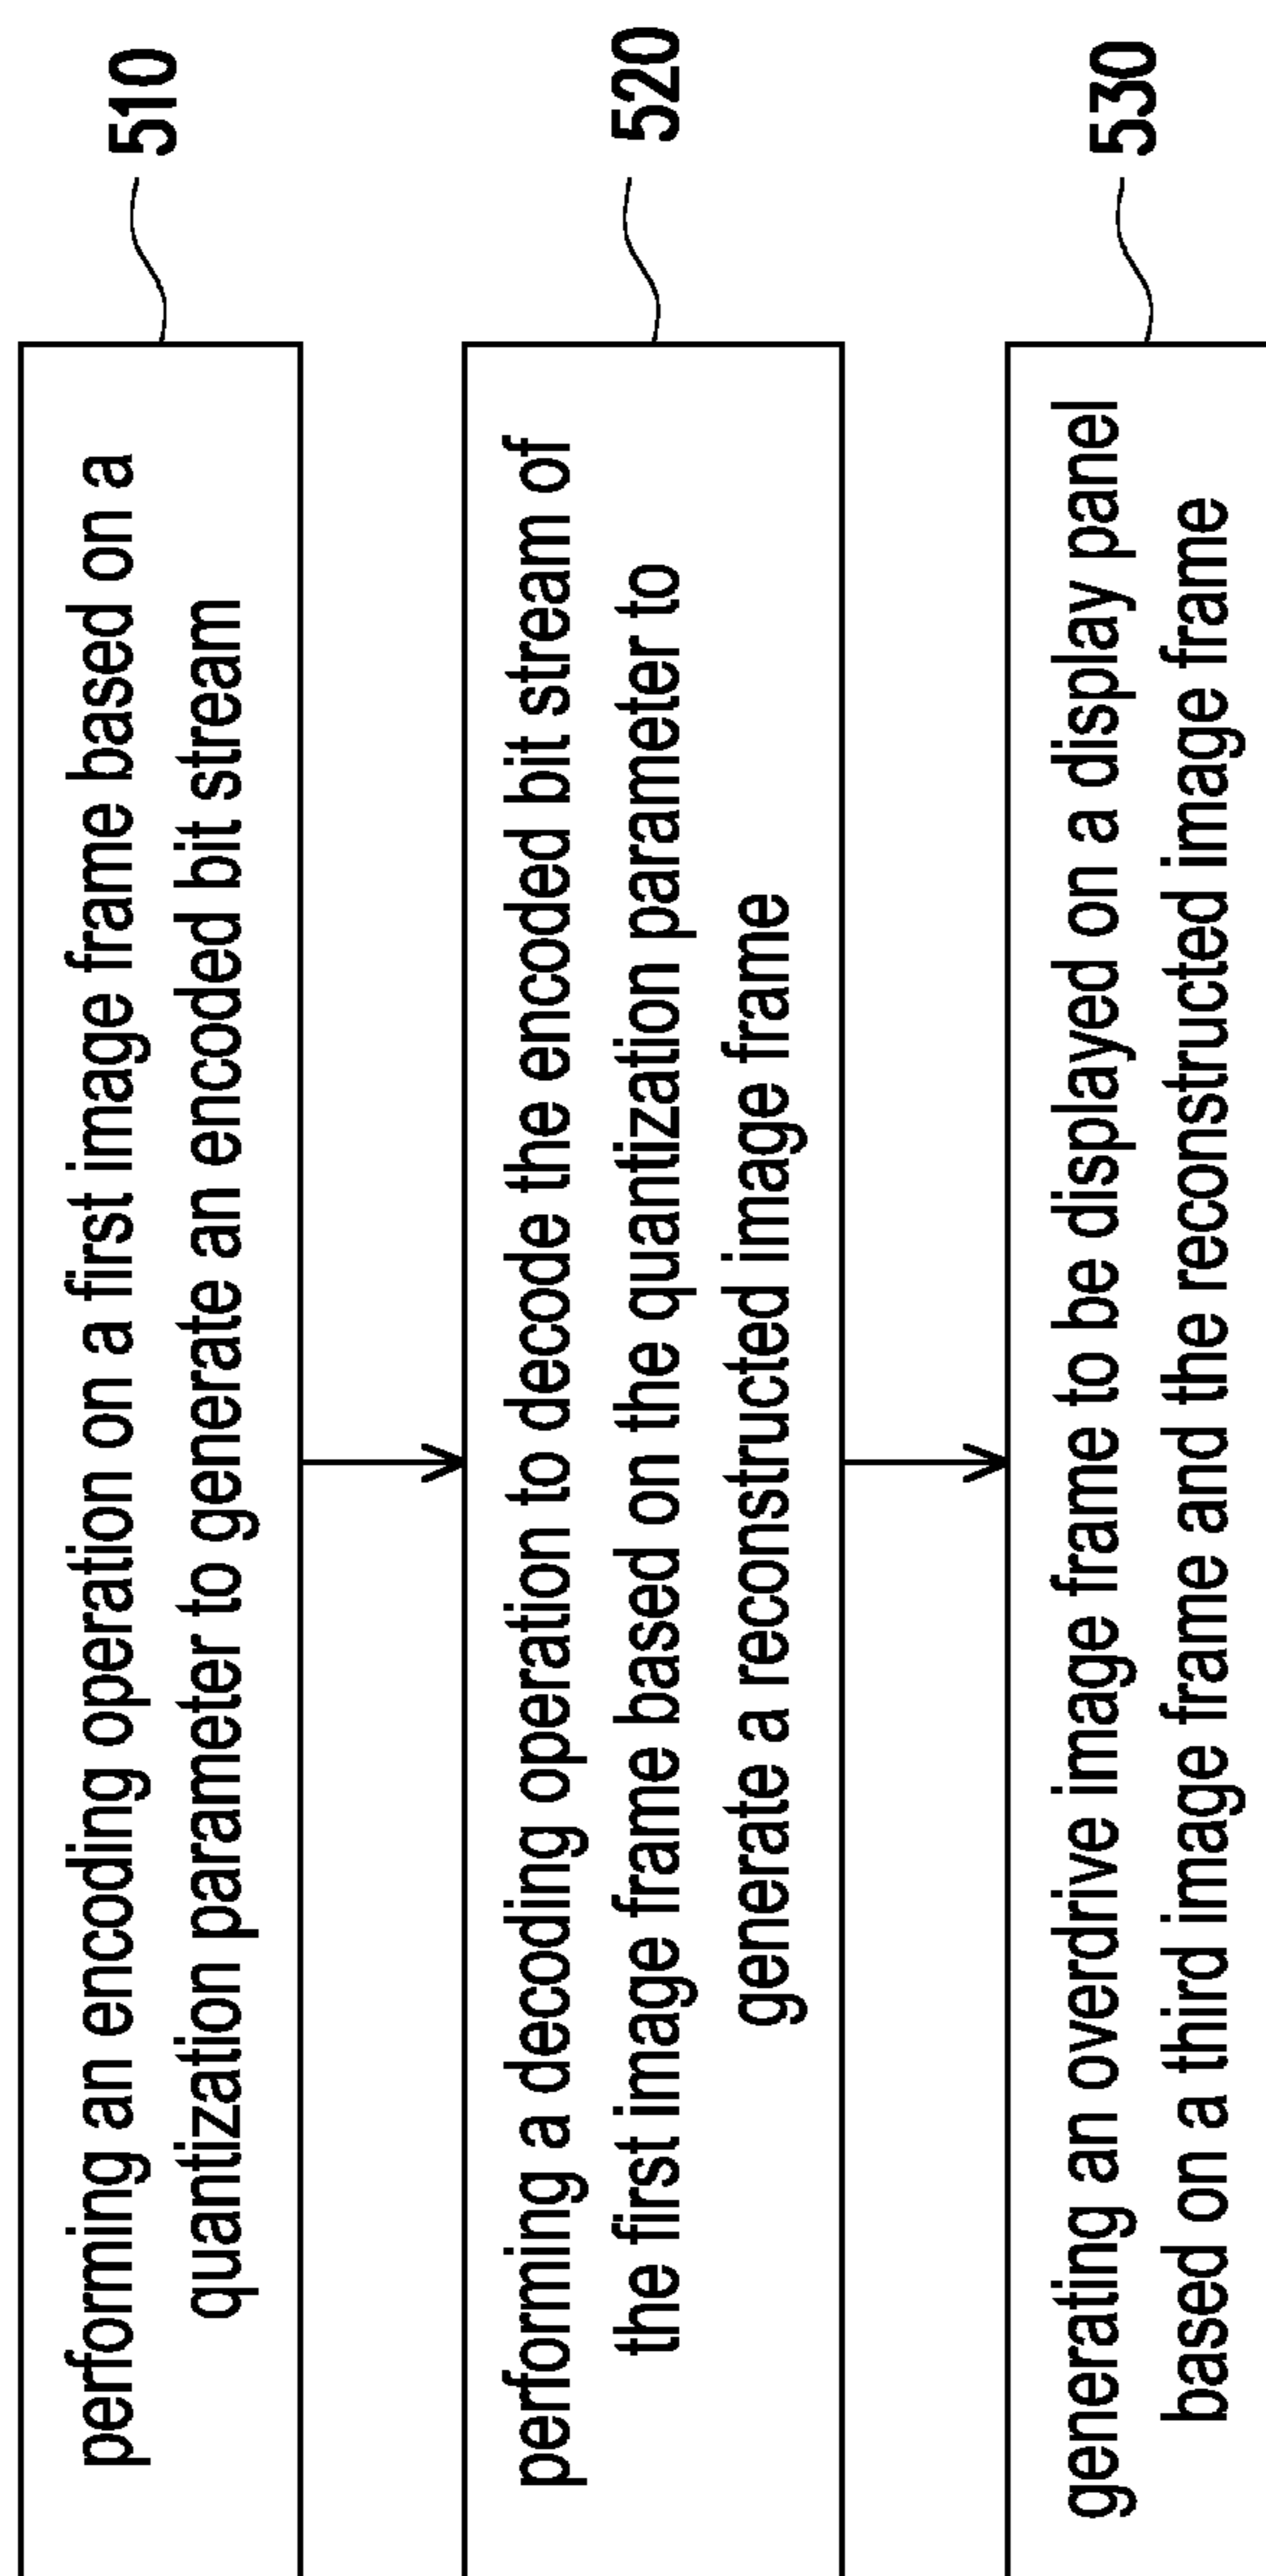 performing an encoding operation on a first image frame based on a
quantization parameter to generate an encoded bit stream
510
performing a decoding operation to decode the encoded bit stream of
the first image frame based on the quantization parameter to
generate a reconstructed image frame
520
generating an overdrive image frame to be displayed on a display panel
based on a third image frame and the reconstructed image frame
530